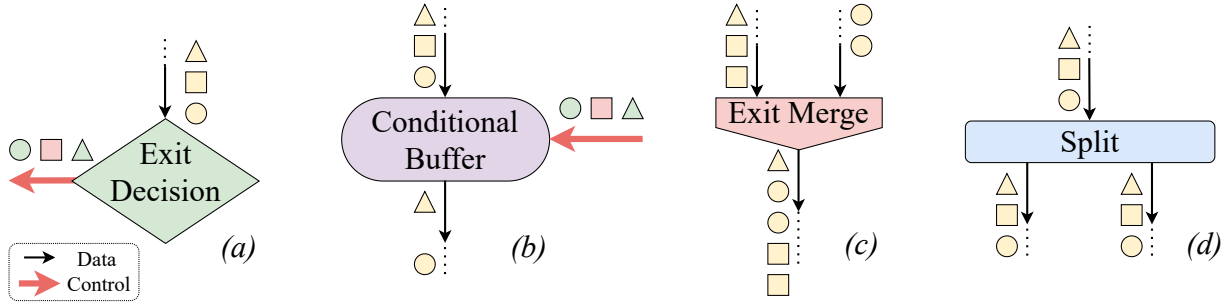 Exit
Decision
(a)
Data
Control
Conditional
Buffer
(b)
Exit Merge
(c)
Split
(d)